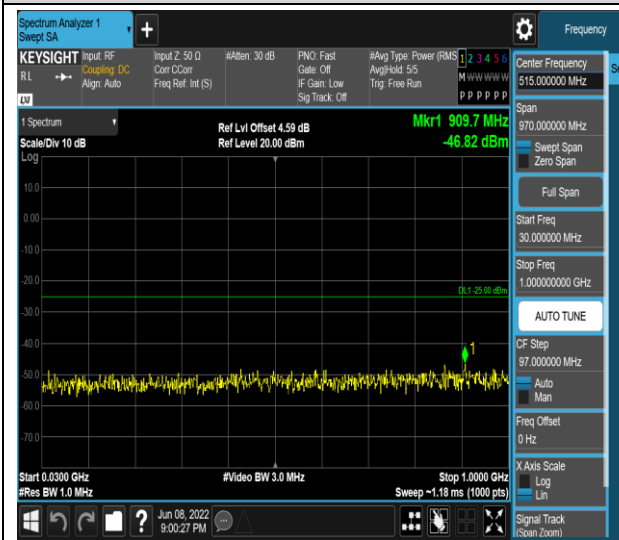 Spectrum Analyzer 1
Swept SA
Frequency
KEYSIGHT
RL
LXI
Input: RF
Coupling: DC
Align: Auto
Input Z: 50 Ω
Corr CCorr
Freq Ref: Int (S)
#Atten: 30 dB
PNO: Fast
Gate: Off
IF Gain: Low
Sig Track: Off
#Avg Type: Power (RMS
Avg|Hold: 5/5
Trig: Free Run
1 2 3 4 5 6
M W W W W W
P P P P P P
1 Spectrum
Scale/Div 10 dB
Log
Ref Lvl Offset 4.59 dB
Ref Level 20.00 dBm
Mkr1 909.7 MHz
-46.82 dBm
10.0
0.00
-10.0
-20.0
-30.0
-40.0
-50.0
-60.0
-70.0
DL1 -25.00 dBm
1
Start 0.0300 GHz
#Res BW 1.0 MHz
#Video BW 3.0 MHz
Stop 1.0000 GHz
Sweep ~1.18 ms (1000 pts)
?
Jun 08, 2022
9:00:27 PM
Center Frequency
515.000000 MHz
Span
970.000000 MHz
Swept Span
Zero Span
Full Span
Start Freq
30.000000 MHz
Stop Freq
1.000000000 GHz
AUTO TUNE
CF Step
97.000000 MHz
Auto
Man
Freq Offset
0 Hz
X Axis Scale
Log
Lin
Signal Track
(Span Zoom)